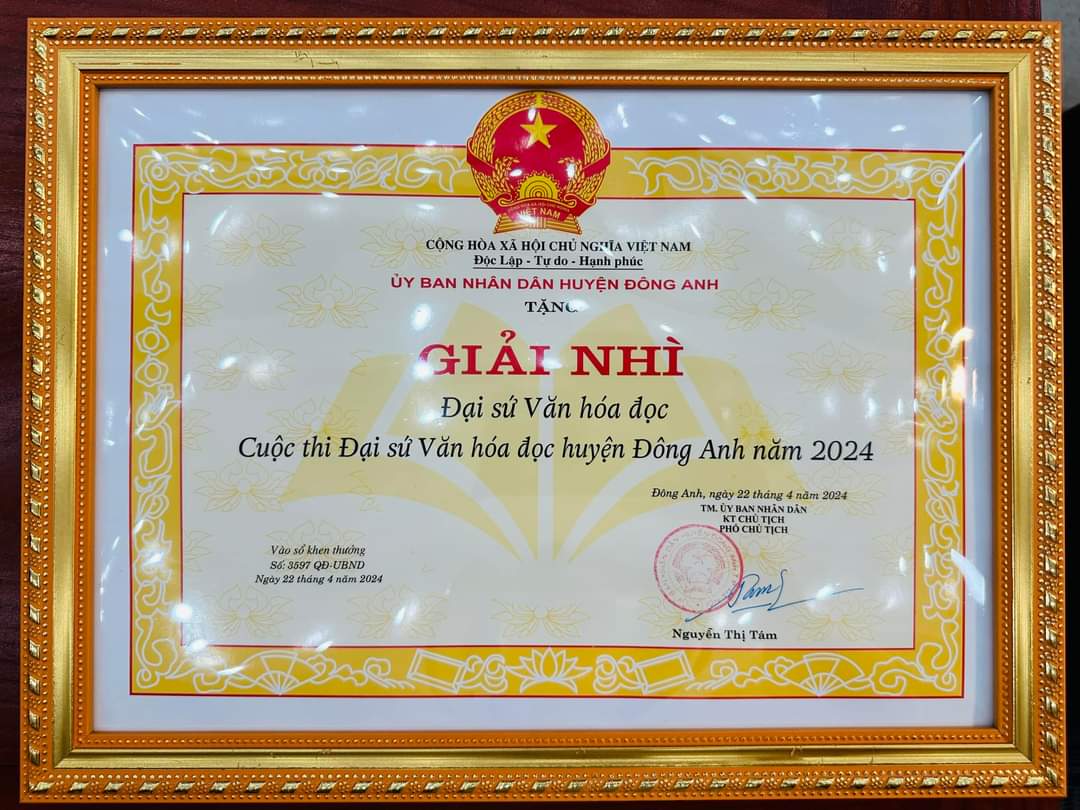 VIỆT NAM
CỘNG HÒA XÃ HỘI CHỦ NGHĨA VIỆT NAM
Độc Lập - Tự do - Hạnh phúc
ỦY BAN NHÂN DÂN HUYỆN ĐÔNG ANH
TẶNG
GIẢI NHÌ
Đại sứ Văn hóa đọc
Cuộc thi Đại sứ Văn hóa đọc huyện Đông Anh năm 2024
Đông Anh, ngày 22 tháng 4 năm 2024
TM. ỦY BAN NHÂN DÂN
KT CHỦ TỊCH
PHÓ CHỦ TỊCH
Vào sổ khen thưởng
Số: 3597 QĐ-UBND
Ngày 22 tháng 4 năm 2024
Nguyễn Thị Tám